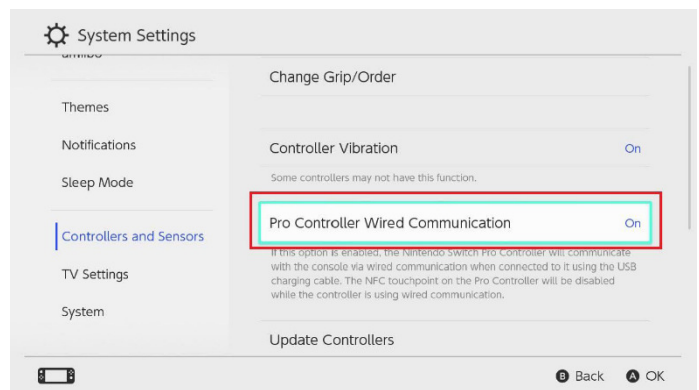 System Settings
amiibo
Change Grip/Order
Themes
Notifications
Controller Vibration On
Sleep Mode
Some controllers may not have this function.
Pro Controller Wired Communication On
Controllers and Sensors
If this option is enabled, the Nintendo Switch Pro Controller will communicate
with the console via wired communication when connected to it using the USB
charging cable. The NFC touchpoint on the Pro Controller will be disabled
while the controller is using wired communication.
TV Settings
System
Update Controllers
B Back A OK